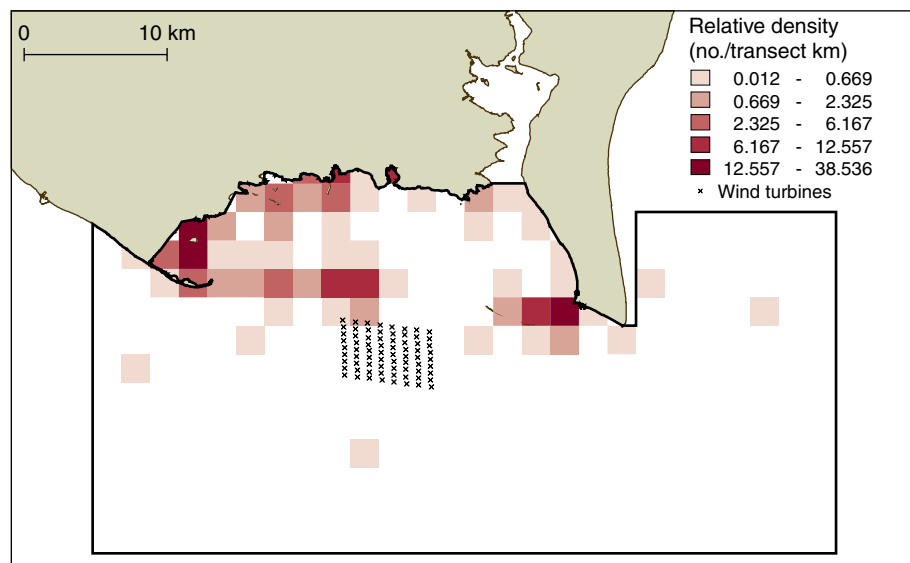 0 10 km
Relative density
(no./transect km)
0.012 - 0.669
0.669 - 2.325
2.325 - 6.167
6.167 - 12.557
12.557 - 38.536
Wind turbines